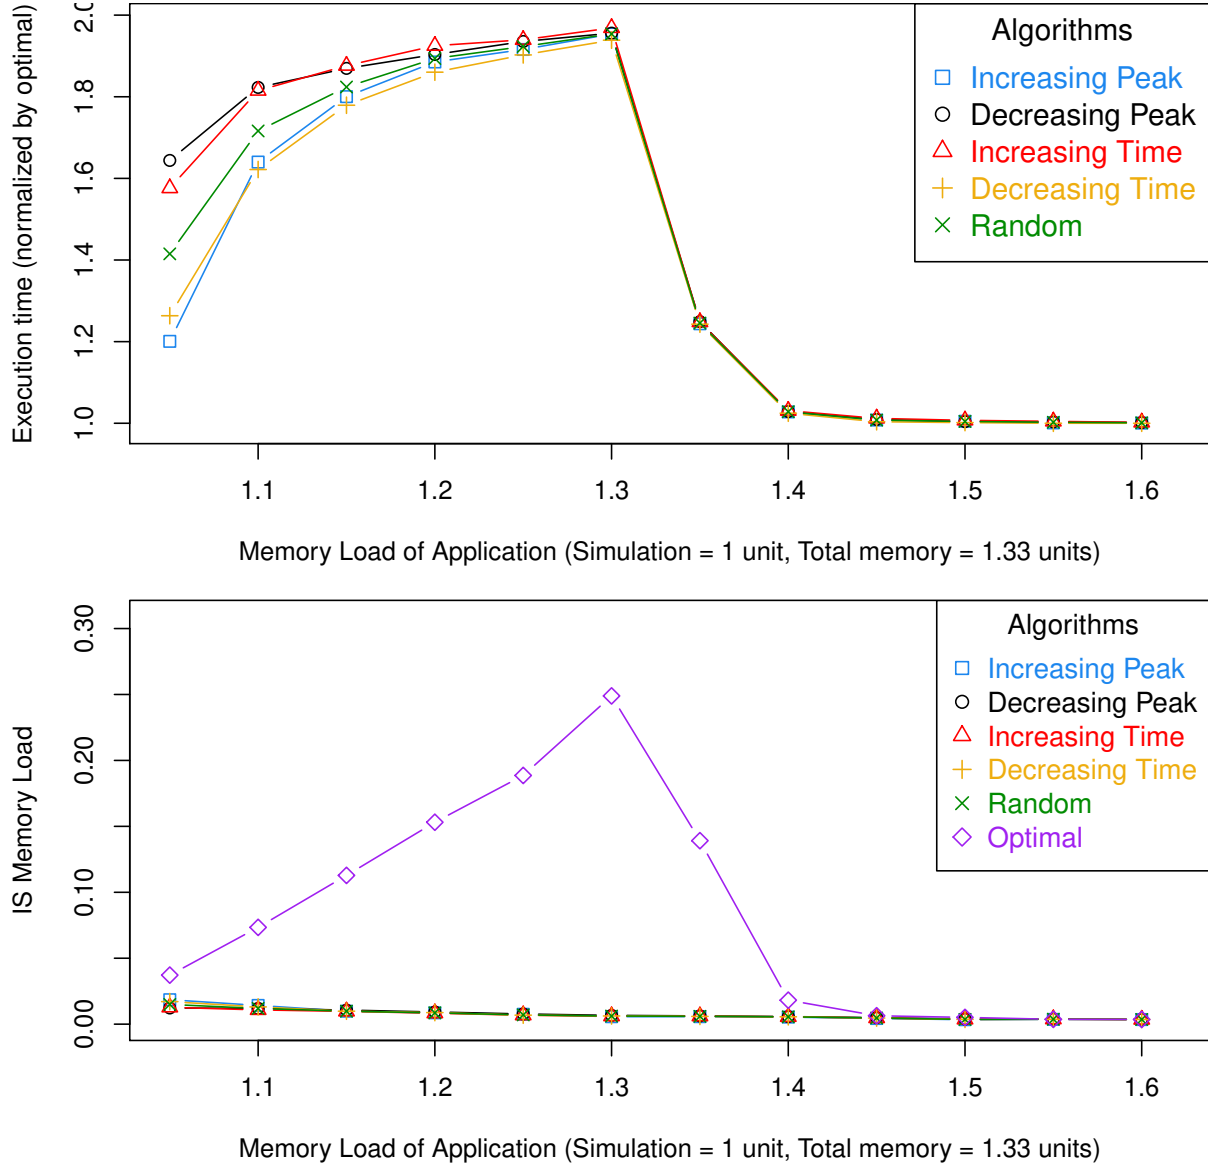 Execution time (normalized by optimal)
2.0
1.8
1.6
1.4
1.2
1.0
Algorithms
Increasing Peak
Decreasing Peak
Increasing Time
Decreasing Time
Random
1.1 1.2 1.3 1.4 1.5 1.6
Memory Load of Application (Simulation = 1 unit, Total memory = 1.33 units)
IS Memory Load
0.30
0.20
0.10
0.00
Algorithms
Increasing Peak
Decreasing Peak
Increasing Time
Decreasing Time
Random
Optimal
1.1 1.2 1.3 1.4 1.5 1.6
Memory Load of Application (Simulation = 1 unit, Total memory = 1.33 units)